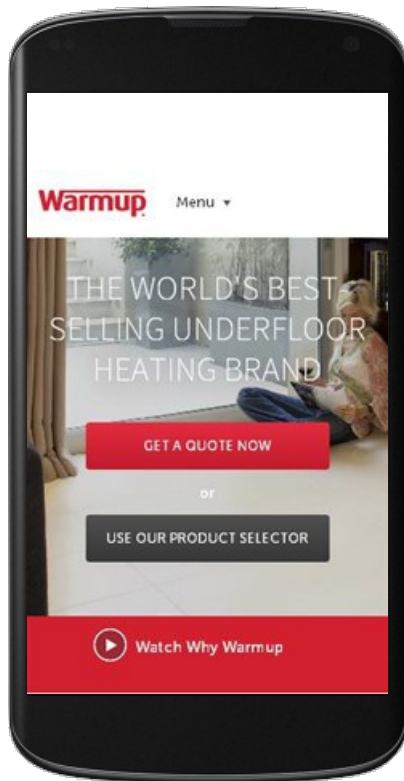 Warmup
Menu
THE WORLD'S BEST
SELLING UNDERFLOOR
HEATING BRAND
GET A QUOTE NOW
or
USE OUR PRODUCT SELECTOR
Watch Why Warmup